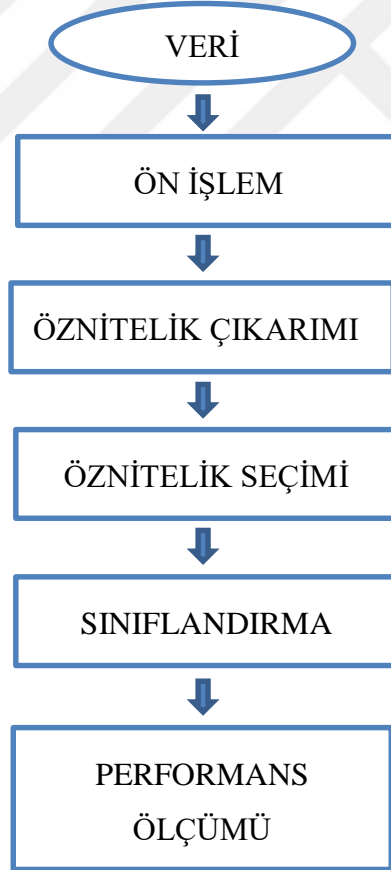 VERİ
ÖN İŞLEM
ÖZNİTELİK ÇIKARIMI
ÖZNİTELİK SEÇİMİ
SINIFLANDIRMA
PERFORMANS
ÖLÇÜMÜ